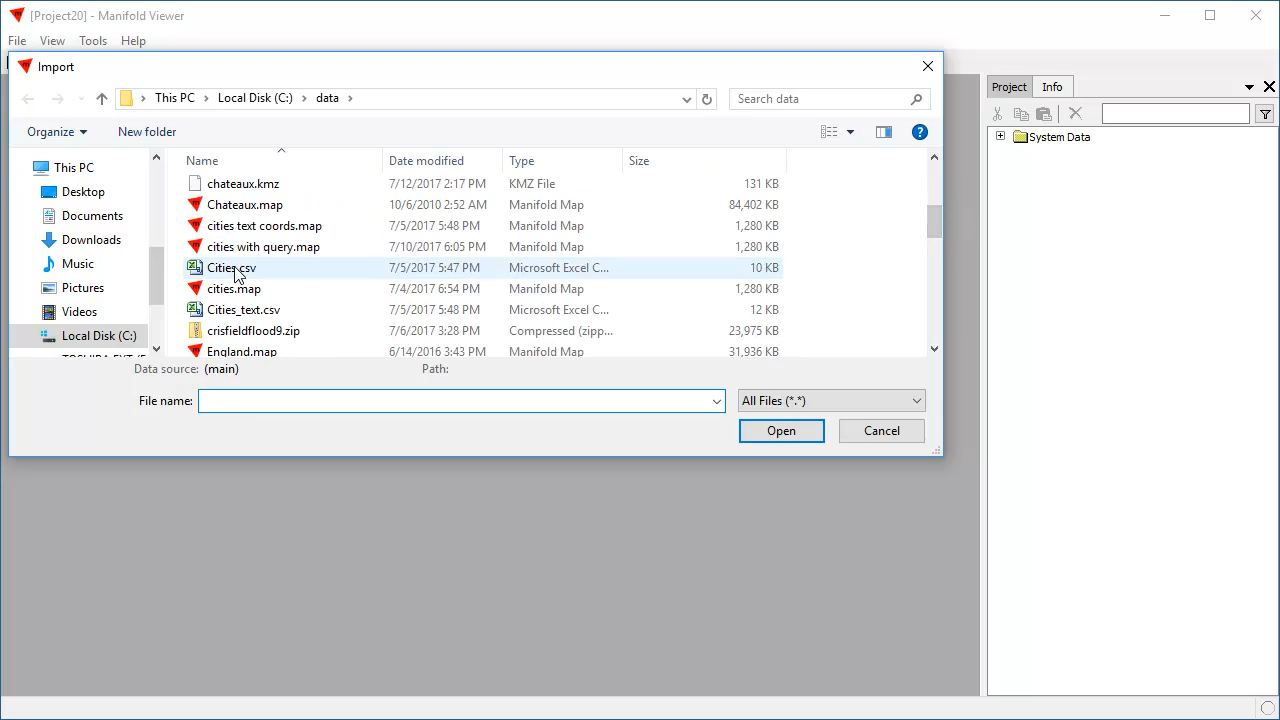 [Project20] - Manifold Viewer
File View Tools Help
Import
This PC Local Disk (C:) data
Search data
Organize New folder
Name Date modified Type Size
This PC
Desktop
Documents
Downloads
Music
Pictures
Videos
Local Disk (C:)
chateaux.kmz 7/12/2017 2:17 PM KMZ File 131 KB
Chateaux.map 10/6/2010 2:52 AM Manifold Map 84,402 KB
cities text coords.map 7/5/2017 5:48 PM Manifold Map 1,280 KB
cities with query.map 7/10/2017 6:05 PM Manifold Map 1,280 KB
Cities.csv 7/5/2017 5:47 PM Microsoft Excel C... 10 KB
cities.map 7/4/2017 6:54 PM Manifold Map 1,280 KB
Cities_text.csv 7/5/2017 5:48 PM Microsoft Excel C... 12 KB
crisfieldflood9.zip 7/6/2017 3:28 PM Compressed (zipp... 23,975 KB
England.map 6/14/2016 3:43 PM Manifold Map 31,936 KB
Data source: (main) Path:
File name: All Files (*.*)
Open Cancel
Project Info
System Data